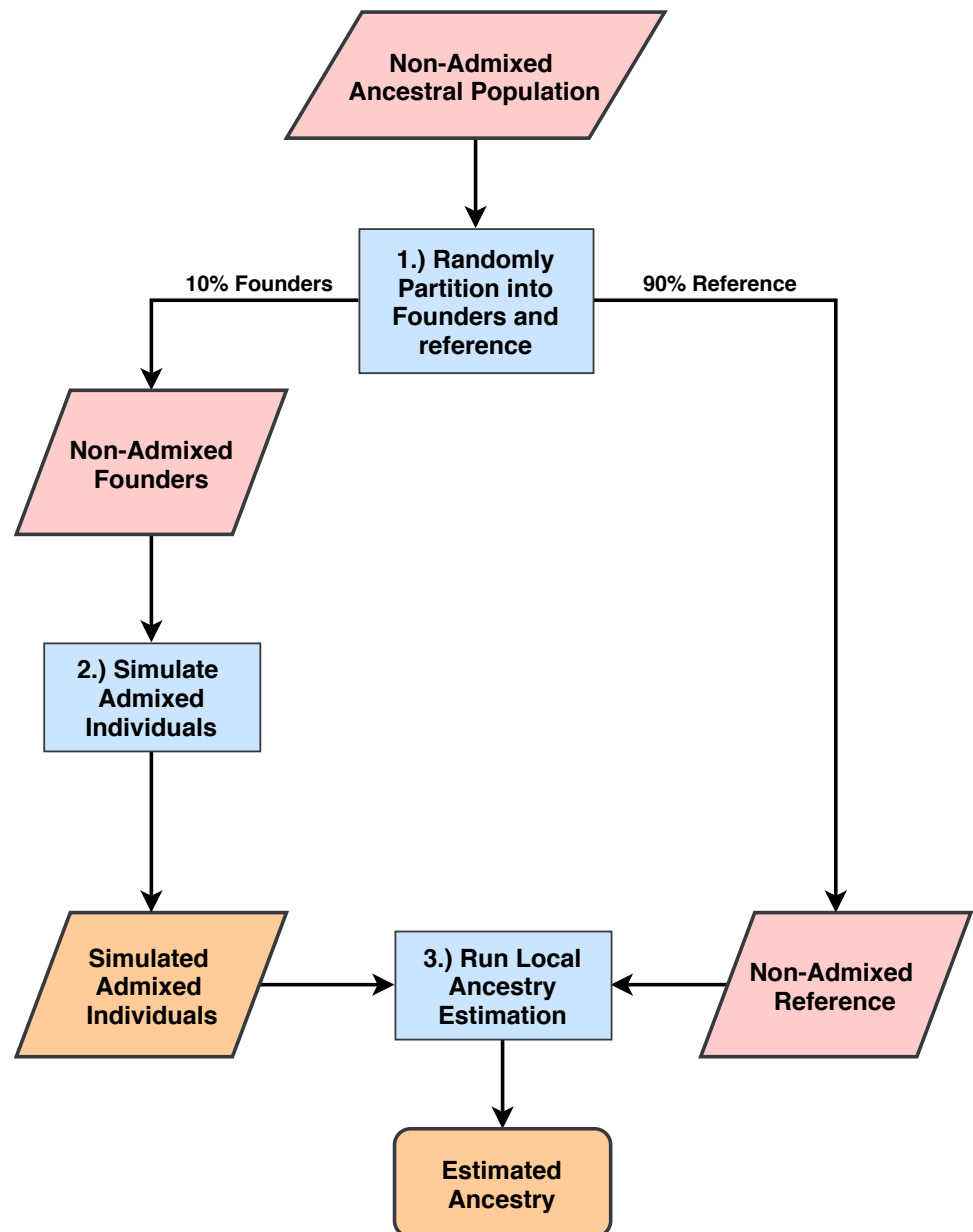 Non-Admixed
Ancestral Population
1.) Randomly
Partition into
Founders and
reference
10% Founders
90% Reference
Non-Admixed
Founders
2.) Simulate
Admixed
Individuals
Simulated
Admixed
Individuals
3.) Run Local
Ancestry
Estimation
Non-Admixed
Reference
Estimated
Ancestry